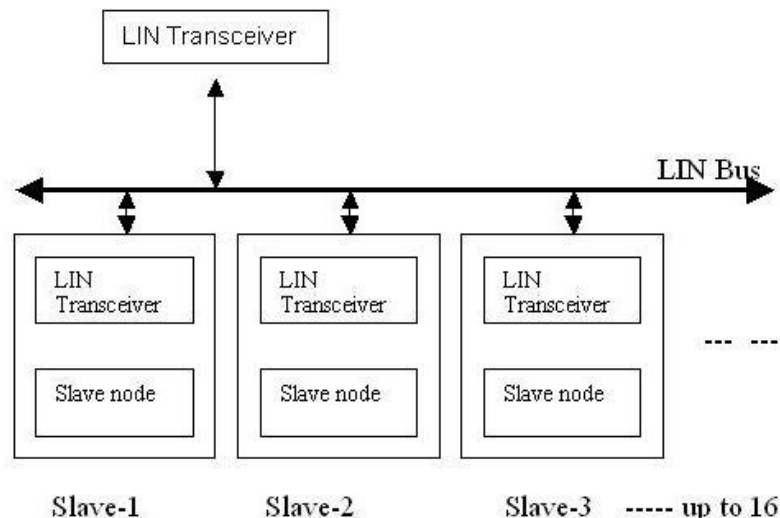 LIN Transceiver
LIN Bus
LIN
Transceiver
LIN
Transceiver
LIN
Transceiver
---- ---
Slave node
Slave node
Slave node
Slave-1
Slave-2
Slave-3
----- up to 16